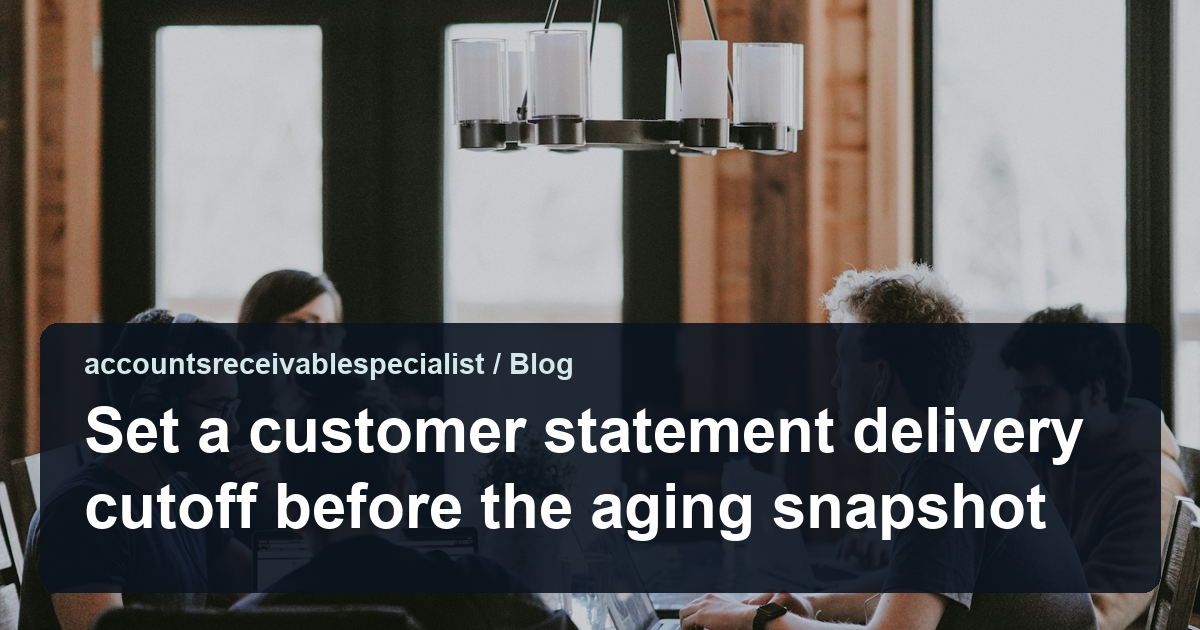 accountsreceivablespecialist / Blog
Set a customer statement delivery
cutoff before the aging snapshot